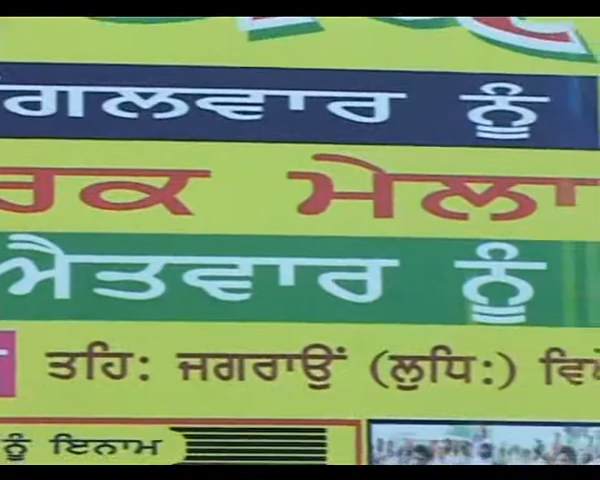 ਗਲਵਾਰ ਨੂੰ
ਰਕ ਮੇਲਾ
ਐਤਵਾਰ ਨੂੰ
ਤਹਿ: ਜਗਰਾਉਂ (ਲੁਧਿ:) ਵਿਖੇ
ਨੂੰ ਇਨਾਮ